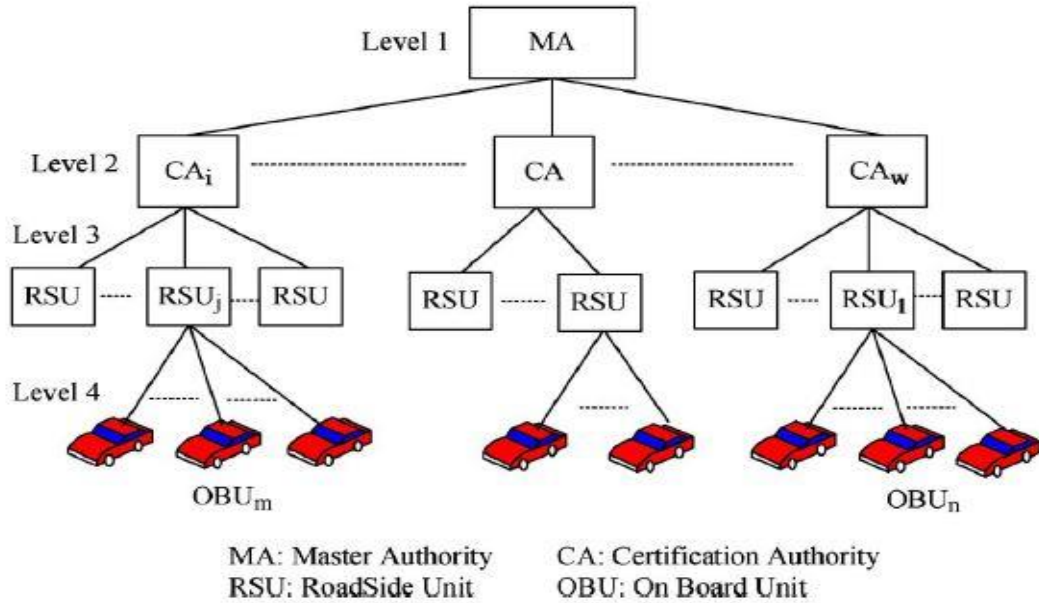 Level 1
MA
Level 2
CAi
CA
CAw
Level 3
RSU
RSUj
RSU
RSU
RSU
RSU
RSUl
RSU
Level 4
OBUm
OBUn
MA: Master Authority CA: Certification Authority
RSU: RoadSide Unit OBU: On Board Unit